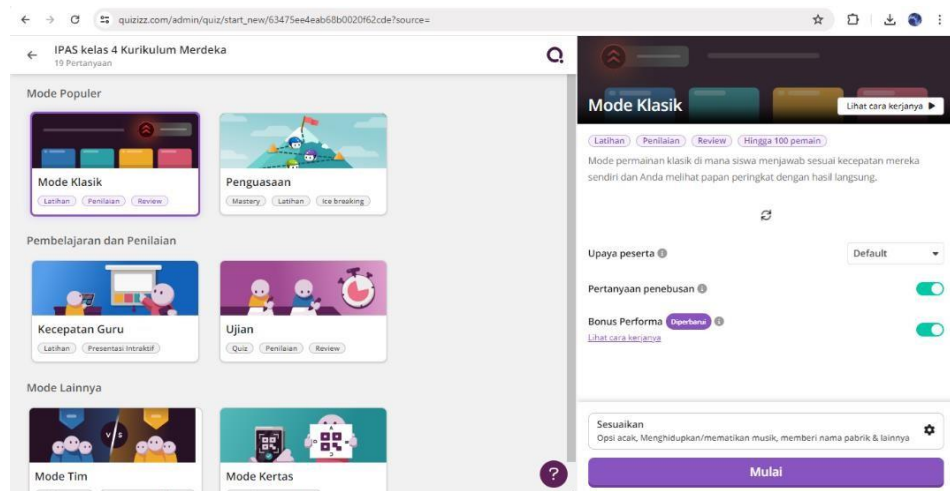 quizizz.com/admin/quiz/start_new/63475ee4eab68b0020f62cde?source=
IPAS kelas 4 Kurikulum Merdeka
19 Pertanyaan
Mode Populer
Mode Klasik
Latihan Penilaian Review
Penguasaan
Mastery Latihan Ice breaking
Pembelajaran dan Penilaian
Kecepatan Guru
Latihan Presentasi Intraktif
Ujian
Quiz Penilaian Review
Mode Lainnya
V S
Mode Tim
Mode Kertas
Mode Klasik
Lihat cara kerjanya
Latihan Penilaian Review Hingga 100 pemain
Mode permainan klasik di mana siswa menjawab sesuai kecepatan mereka
sendiri dan Anda melihat papan peringkat dengan hasil langsung.
Upaya peserta
Default
Pertanyaan penebusan
Bonus Performa Diperbarui
Lihat cara kerjanya
Sesuaikan
Opsi acak, Menghidupkan/mematikan musik, memberi nama pabrik & lainnya
Mulai
?